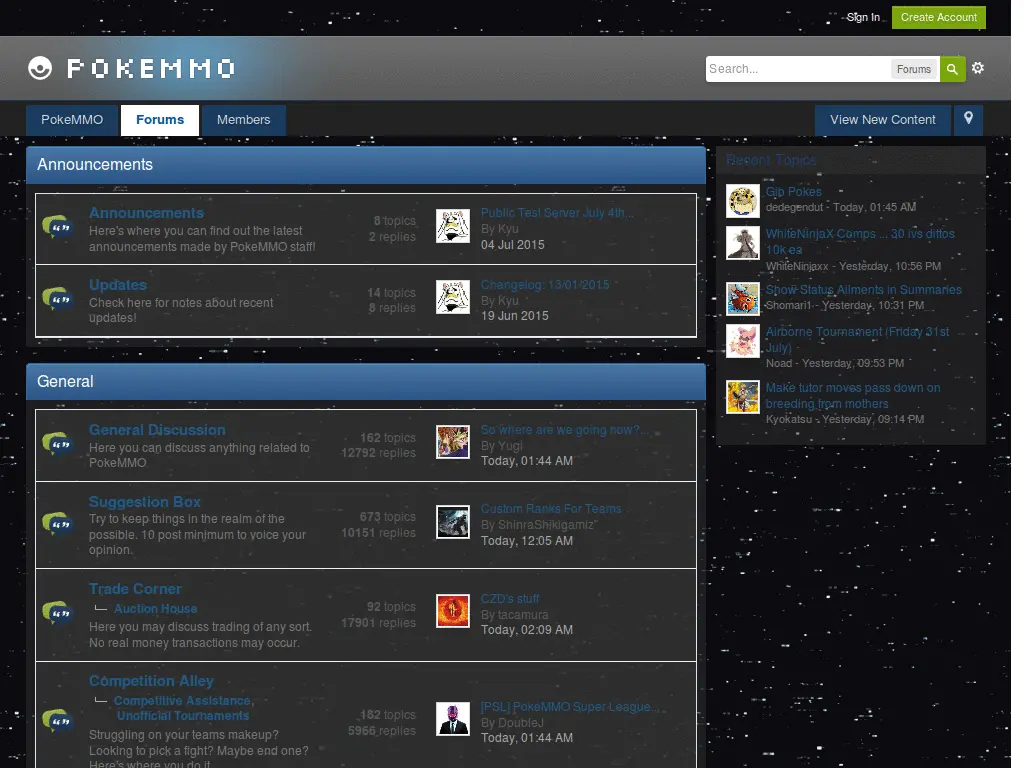 Sign In
Create Account
POKEMMO
Search...
Forums
PokeMMO
Forums
Members
View New Content
Announcements
Announcements
Here's where you can find out the latest
announcements made by PokeMMO staff!
8 topics
2 replies
Public Test Server July 4th...
By Kyu
04 Jul 2015
Updates
Check here for notes about recent
updates!
14 topics
8 replies
Changelog: 13/01/2015
By Kyu
19 Jun 2015
General
General Discussion
Here you can discuss anything related to
PokeMMO
162 topics
12792 replies
So where are we going now?...
By Yugi
Today, 01:44 AM
Suggestion Box
Try to keep things in the realm of the
possible. 10 post minimum to voice your
opinion.
673 topics
10151 replies
Custom Ranks For Teams
By ShinraShikigamiz
Today, 12:05 AM
Trade Corner
Auction House
Here you may discuss trading of any sort.
No real money transactions may occur.
92 topics
17901 replies
CZD's stuff
By tacamura
Today, 02:09 AM
Competition Alley
Competitive Assistance,
Unofficial Tournaments
Struggling on your teams makeup?
Looking to pick a fight? Maybe end one?
Here's where you do it
182 topics
5966 replies
[PSL] PokeMMO Super League...
By DoubleJ
Today, 01:44 AM
Recent Topics
Gib Pokes
dedegendut - Today, 01:45 AM
WhiteNinjaX Comps ... 30 ivs dittos
10k ea
WhiteNinjaxx - Yesterday, 10:56 PM
Show Status Ailments in Summaries
Shomari1 - Yesterday, 10:31 PM
Airborne Tournament (Friday 31st
July)
Noad - Yesterday, 09:53 PM
Make tutor moves pass down on
breeding from mothers
Kyokatsu - Yesterday, 09:14 PM